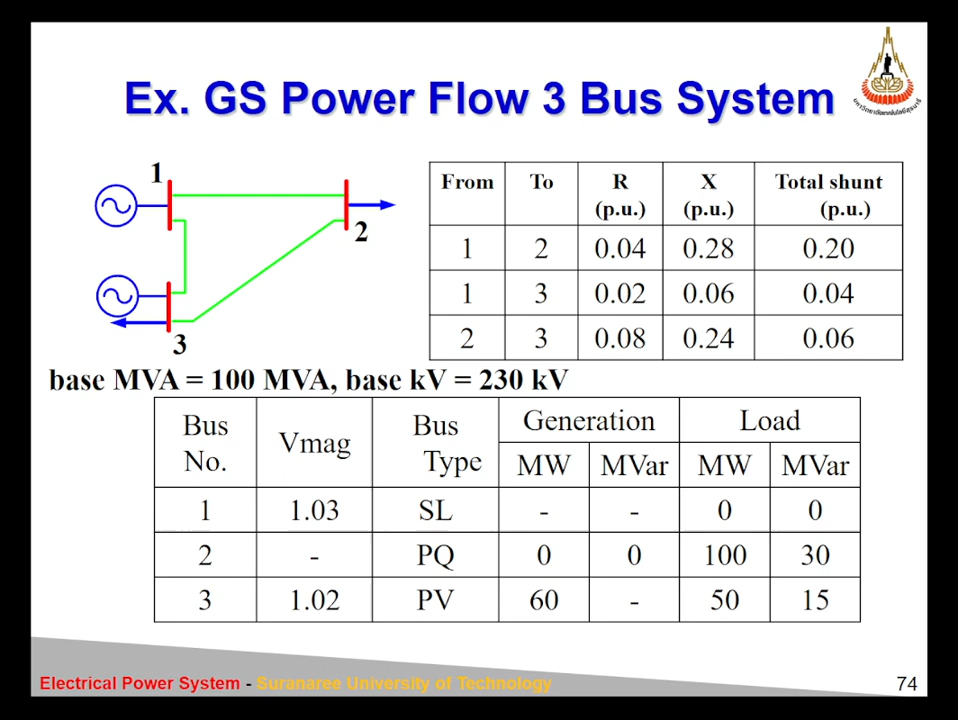 Ex. GS Power Flow 3 Bus System
1
2
3
From To R (p.u.) X (p.u.) Total shunt (p.u.)
1 2 0.04 0.28 0.20
1 3 0.02 0.06 0.04
2 3 0.08 0.24 0.06
base MVA = 100 MVA, base kV = 230 kV
Bus No. Vmag Bus Type Generation Load
MW MVar MW MVar
1 1.03 SL - - 0 0
2 - PQ 0 0 100 30
3 1.02 PV 60 - 50 15
Electrical Power System - Suranaree University of Technology
74